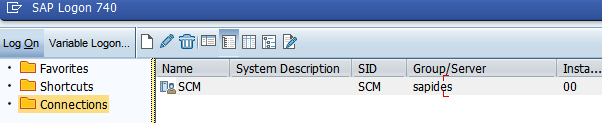 SAP Logon 740
Log On Variable Logon...
Favorites
Shortcuts
Connections
Name System Description SID Group/Server Insta...
SCM SCM sapides 00